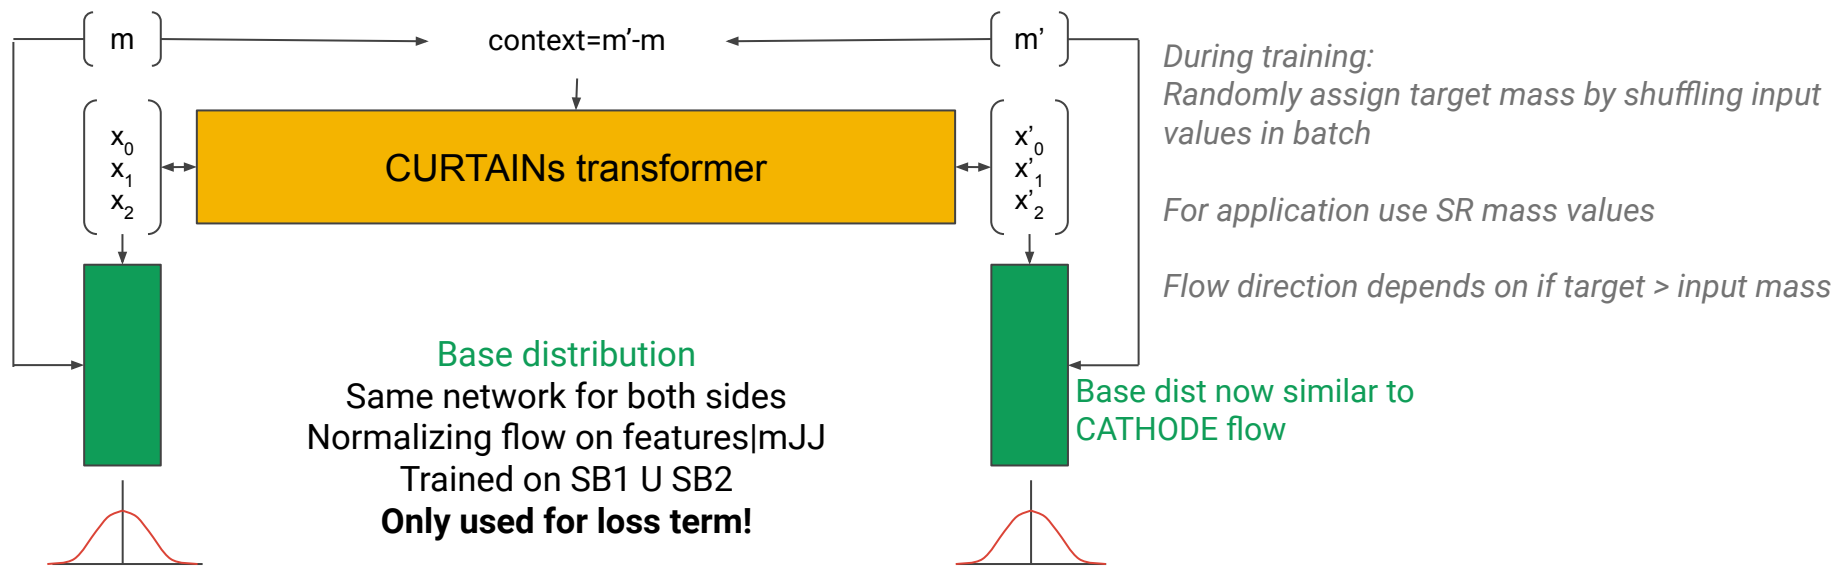 m
context=m’-m
m’
x0
x1
x2
CURTAINs transformer
x’0
x’1
x’2
During training:
Randomly assign target mass by shuffling input
values in batch
For application use SR mass values
Flow direction depends on if target > input mass
Base distribution
Same network for both sides
Normalizing flow on features|mJJ
Trained on SB1 U SB2
Only used for loss term!
Base dist now similar to
CATHODE flow